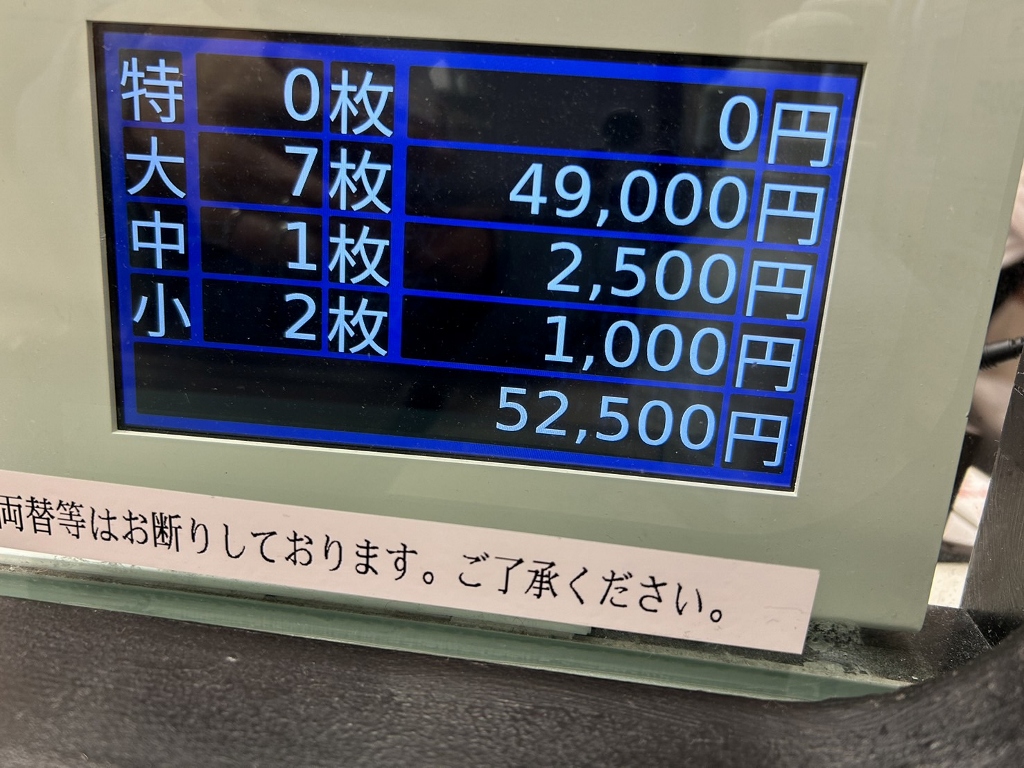 特 0枚 0円
大 7枚 49,000円
中 1枚 2,500円
小 2枚 1,000円
52,500円
両替等はお断りしております。ご了承ください。